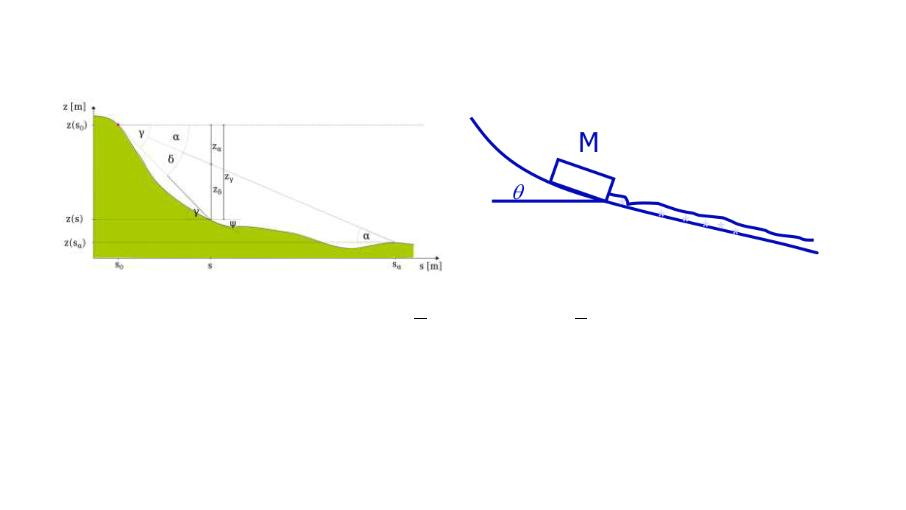 z [m]
z(s₀)
γ
α
δ
zα
zγ
zδ
γ
ψ
z(s)
z(sα)
α
s₀
s
sα
s [m]
M
θ